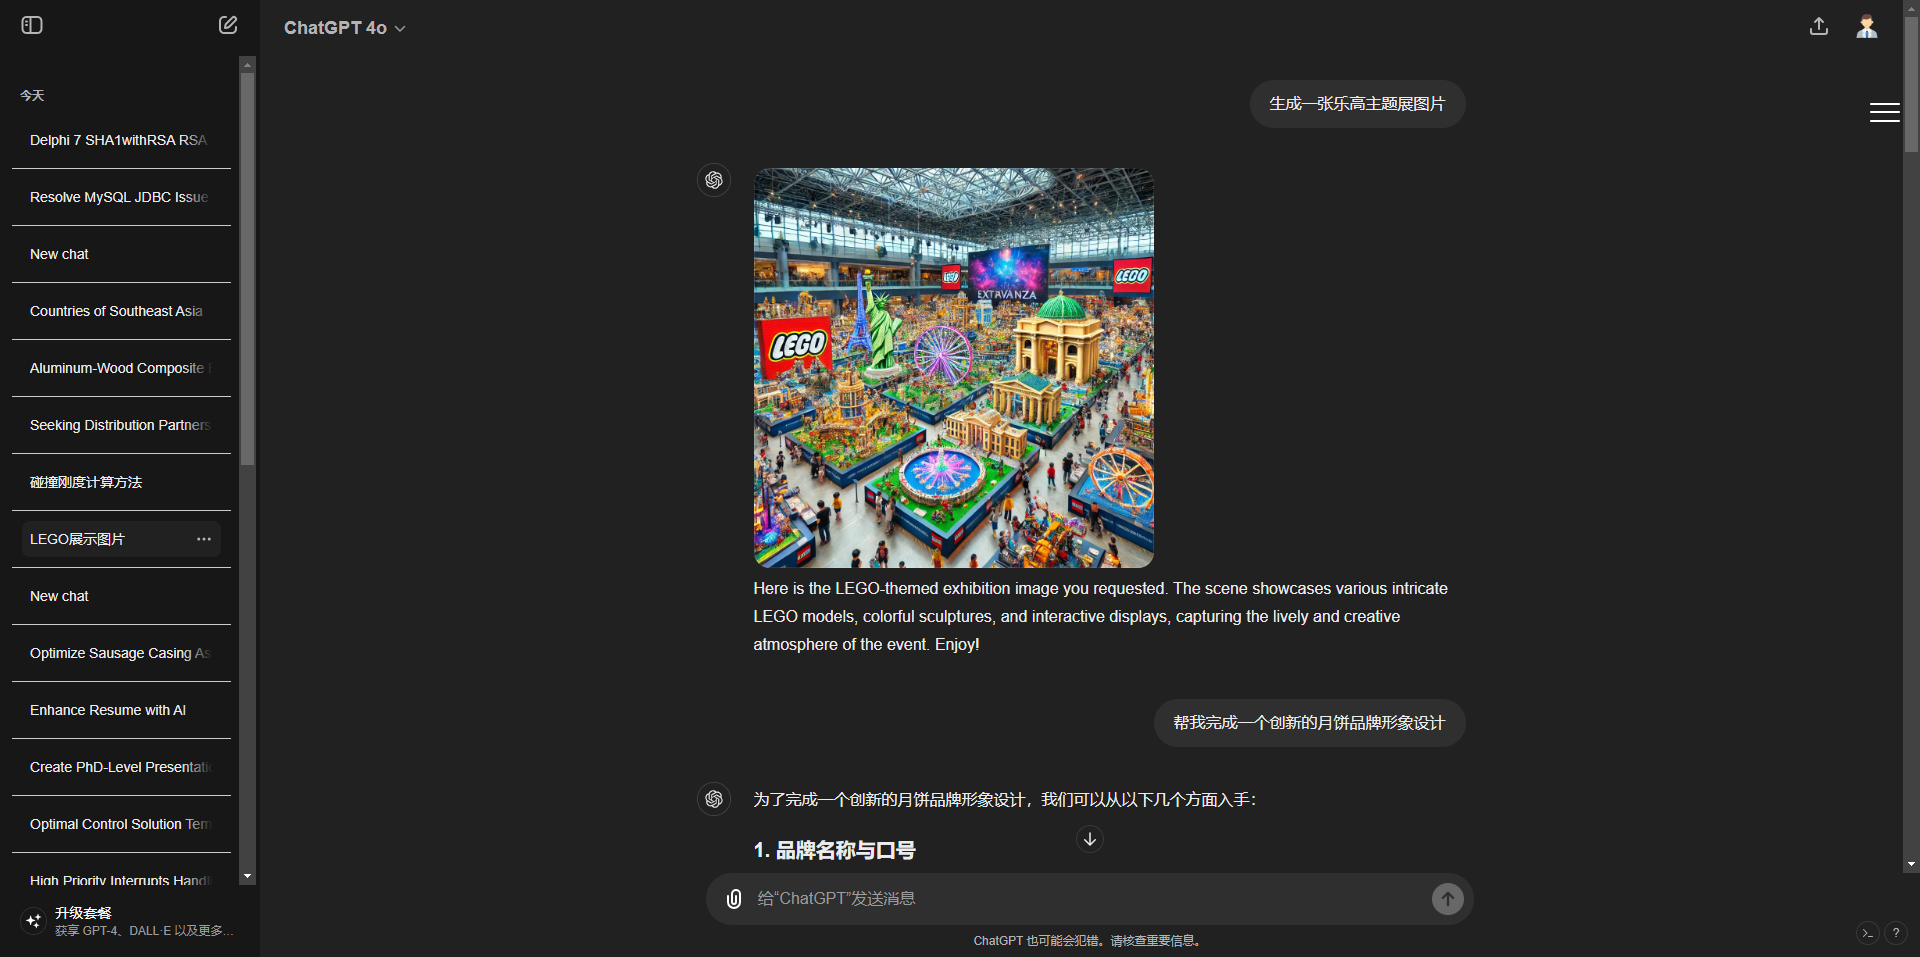 ChatGPT 4o
今天
Delphi 7 SHA1withRSA RSA
Resolve MySQL JDBC Issue
New chat
Countries of Southeast Asia
Aluminum-Wood Composite
Seeking Distribution Partners
碰撞刚度计算方法
LEGO展示图片
New chat
Optimize Sausage Casing As
Enhance Resume with AI
Create PhD-Level Presentatio
Optimal Control Solution Tem
High Priority Interrupts Handl
升级套餐
获享 GPT-4、DALL·E 以及更多...
生成一张乐高主题展图片
LEGO
EXTAVANZA
LEGO
LEGO
Here is the LEGO-themed exhibition image you requested. The scene showcases various intricate
LEGO models, colorful sculptures, and interactive displays, capturing the lively and creative
atmosphere of the event. Enjoy!
帮我完成一个创新的月饼品牌形象设计
为了完成一个创新的月饼品牌形象设计，我们可以从以下几个方面入手：
1. 品牌名称与口号
给“ChatGPT”发送消息
ChatGPT 也可能会犯错。请核查重要信息。
?